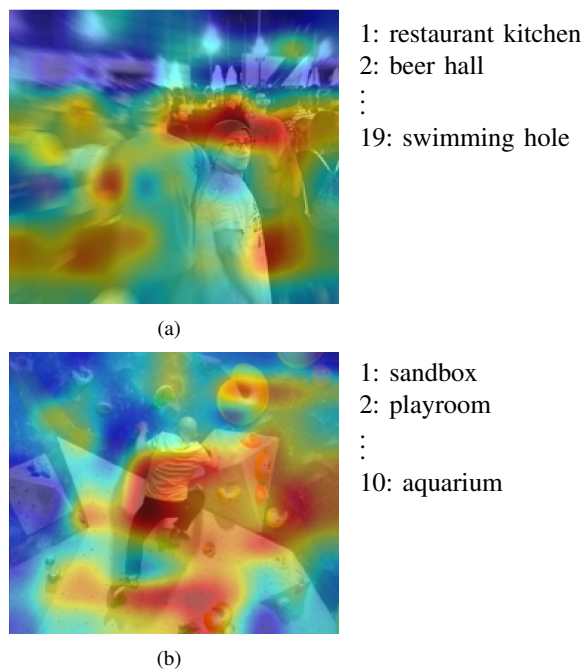 1: restaurant kitchen
2: beer hall
⋮
19: swimming hole
(a)
1: sandbox
2: playroom
⋮
10: aquarium
(b)